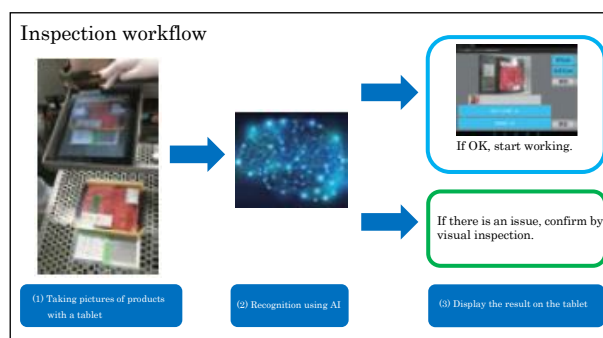 Inspection workflow
If OK, start working.
If there is an issue, confirm by
visual inspection.
(1) Taking pictures of products
with a tablet
(2) Recognition using AI
(3) Display the result on the tablet